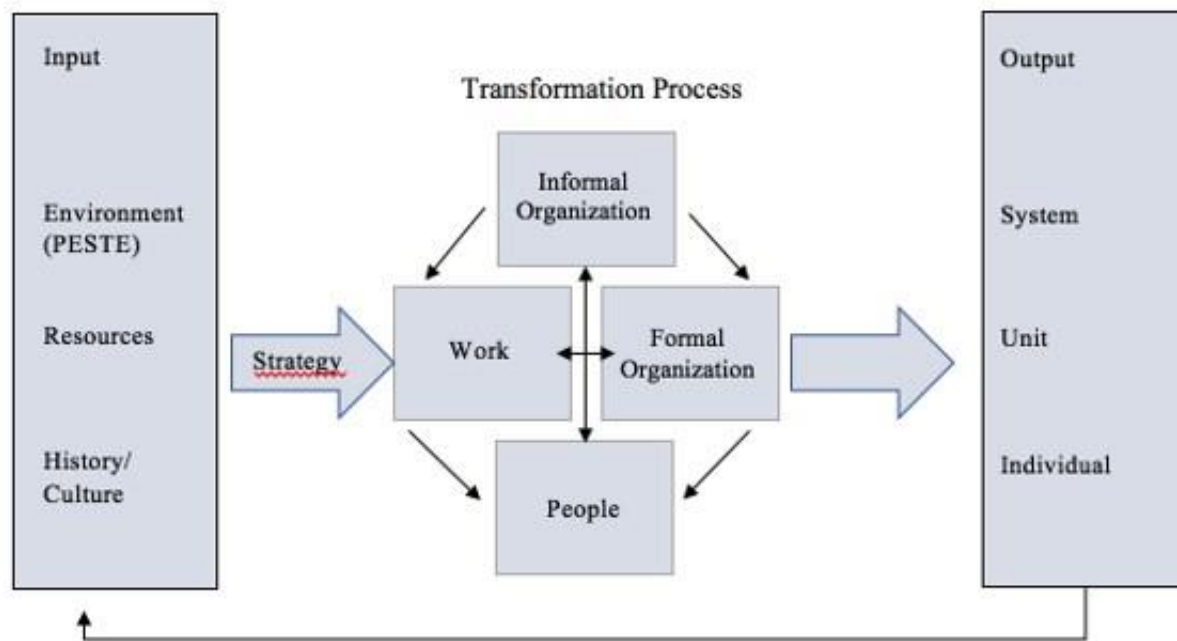 Input
Environment
(PESTE)
Resources
History/
Culture
Strategy
Transformation Process
Informal
Organization
Work
Formal
Organization
People
Output
System
Unit
Individual